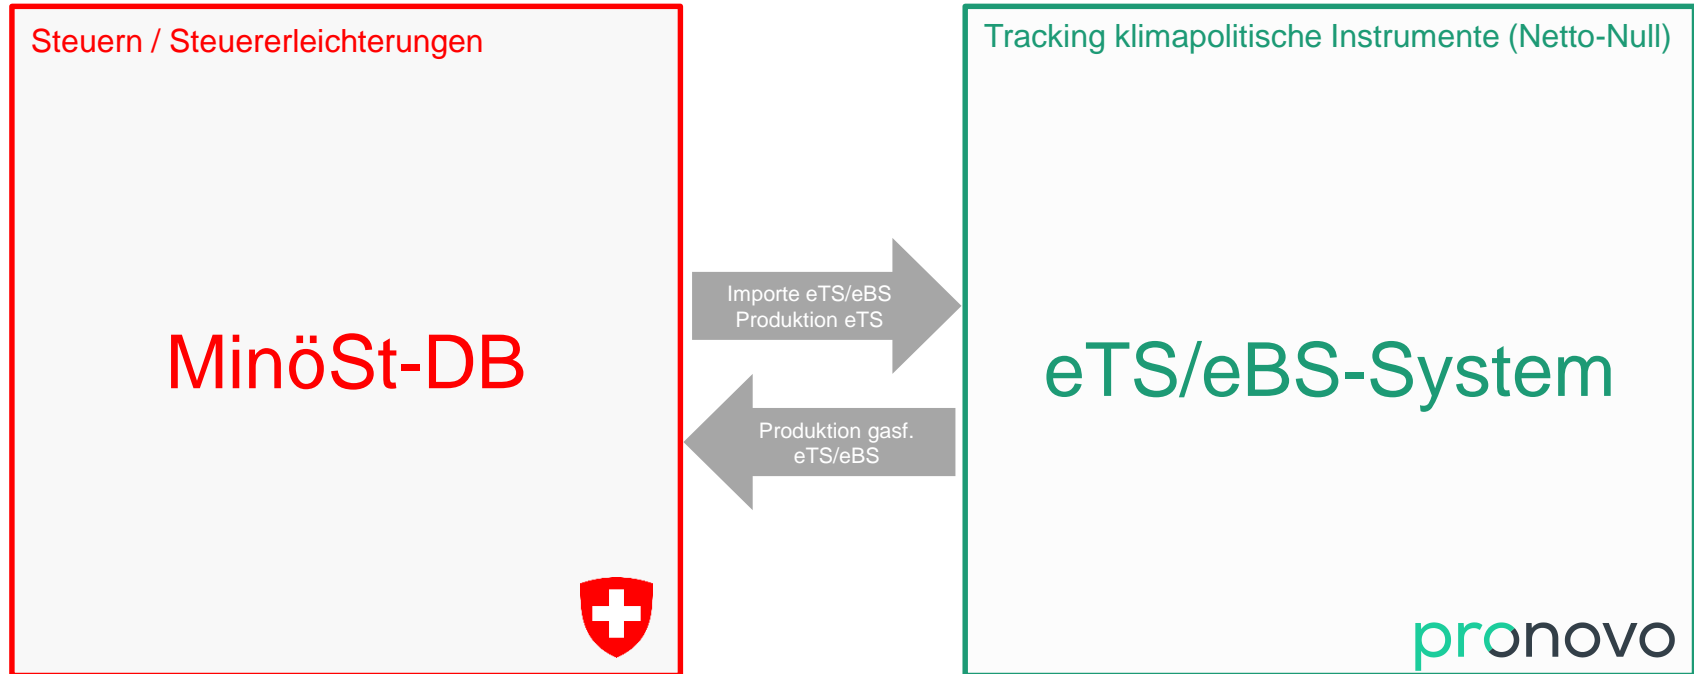 Steuern / Steuererleichterungen
MinöSt-DB
Importe eTS/eBS
Produktion eTS
Produktion gasf.
eTS/eBS
Tracking klimapolitische Instrumente (Netto-Null)
eTS/eBS-System
pronovo